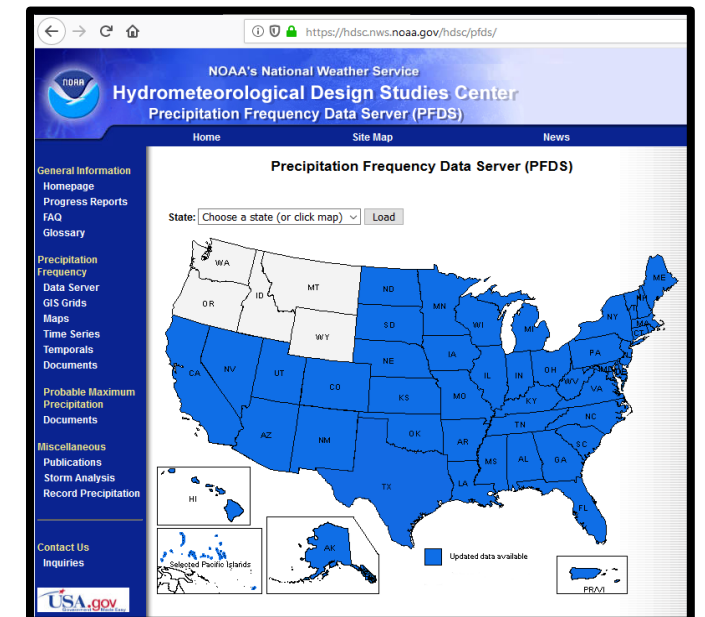 https://hdsc.nws.noaa.gov/hdsc/pfds/
NOAA
NOAA's National Weather Service
Hydrometeorological Design Studies Center
Precipitation Frequency Data Server (PFDS)
Home Site Map News
General Information
Homepage
Progress Reports
FAQ
Glossary
Precipitation
Frequency
Data Server
GIS Grids
Maps
Time Series
Temporals
Documents
Probable Maximum
Precipitation
Documents
Miscellaneous
Publications
Storm Analysis
Record Precipitation
Contact Us
Inquiries
USA.gov
Precipitation Frequency Data Server (PFDS)
State: Choose a state (or click map) Load
WA
MT
ND
ME
OR
ID
MN
NH
SD
WI
MI
NY
MA
CT
WY
IA
PA
NE
NV
UT
IL
IN
OH
CA
CO
KS
MO
WV
VA
KY
NC
AZ
NM
OK
AR
TN
SC
MS
AL
GA
TX
LA
FL
HI
AK
Selected Pacific Islands
Updated data available
PR/VI